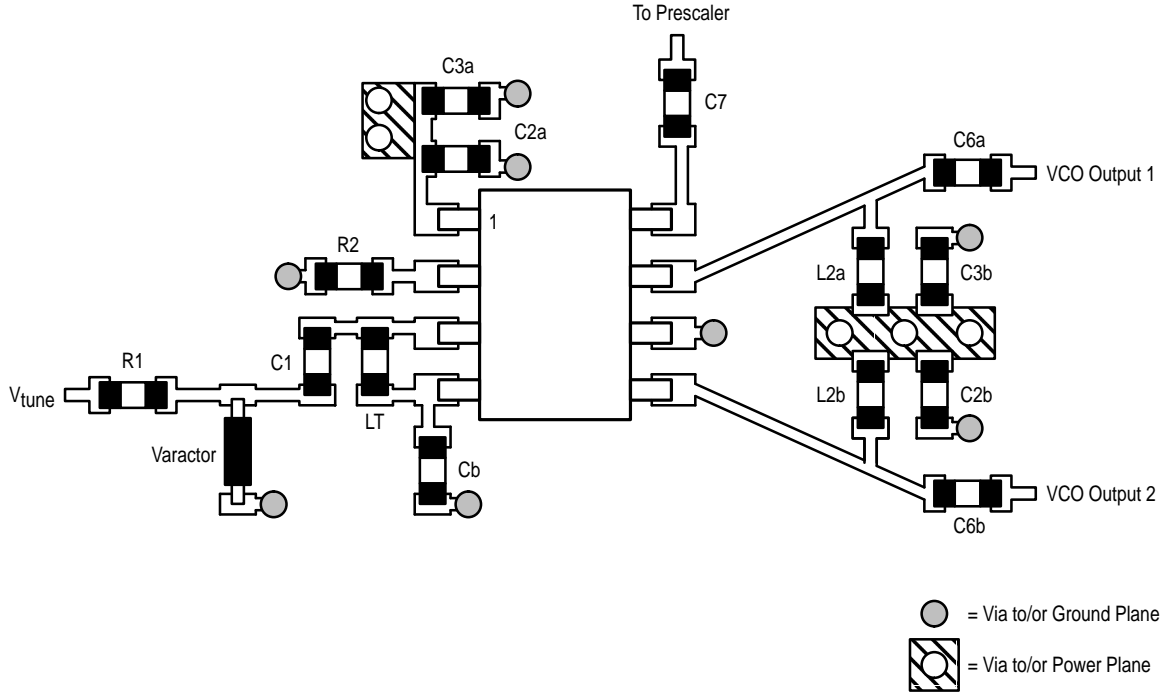 To Prescaler
C3a
C7
C2a
C6a
VCO Output 1
1
R2
L2a
C3b
R1
C1
Vtune
L2b
C2b
LT
Varactor
Cb
VCO Output 2
C6b
= Via to/or Ground Plane
= Via to/or Power Plane